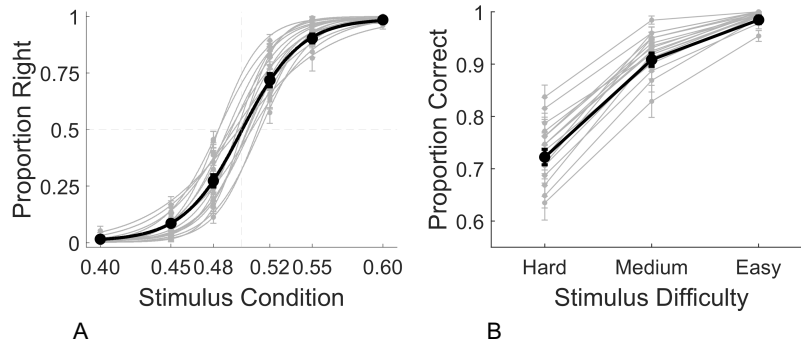 1
0.75
0.5
0.25
0
Proportion Right
0.40 0.45 0.48 0.52 0.55 0.60
Stimulus Condition
A
1
0.9
0.8
0.7
0.6
Proportion Correct
Hard Medium Easy
Stimulus Difficulty
B